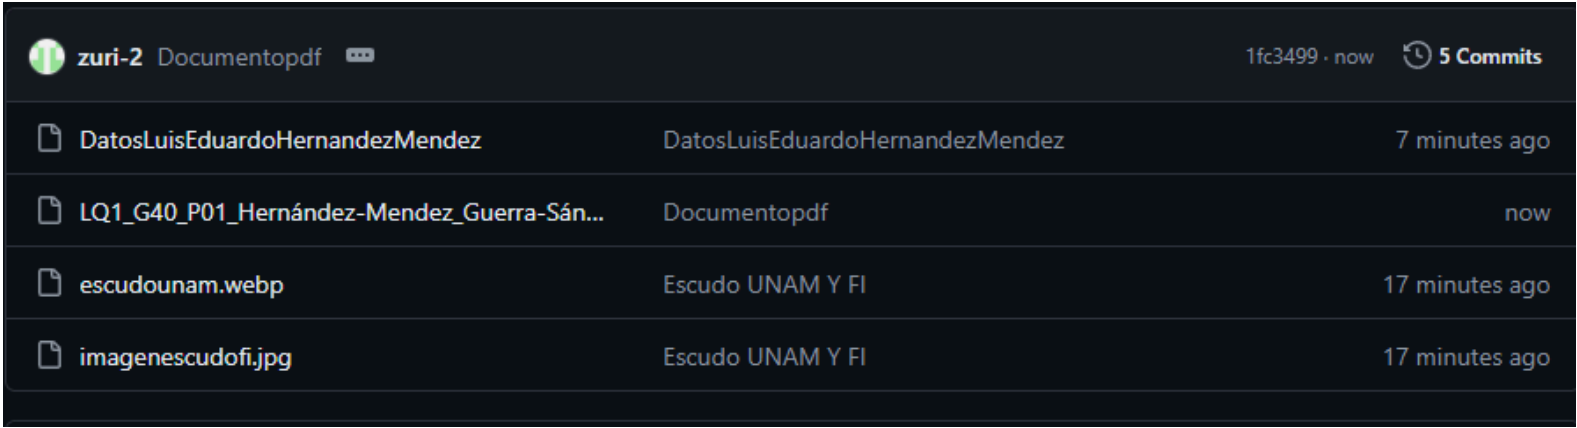 zuri-2 Documentopdf 1fc3499 · now 5 Commits
DatosLuisEduardoHernandezMendez DatosLuisEduardoHernandezMendez 7 minutes ago
LQ1_G40_P01_Hernández-Mendez_Guerra-Sán... Documentopdf now
escudounam.webp Escudo UNAM Y FI 17 minutes ago
imagenescudofi.jpg Escudo UNAM Y FI 17 minutes ago